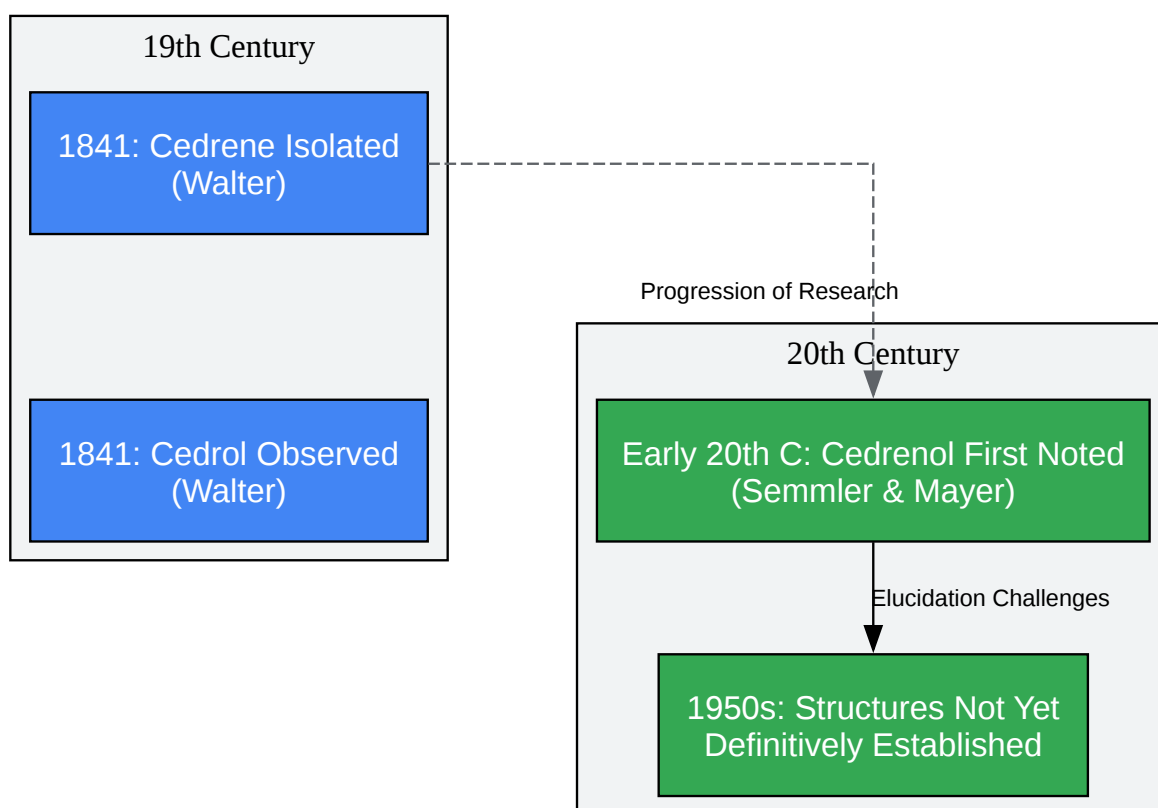 19th Century
1841: Cedrene Isolated
(Walter)
1841: Cedrol Observed
(Walter)
Progression of Research
20th Century
Early 20th C: Cedrenol First Noted
(Semmler & Mayer)
Elucidation Challenges
1950s: Structures Not Yet
Definitively Established